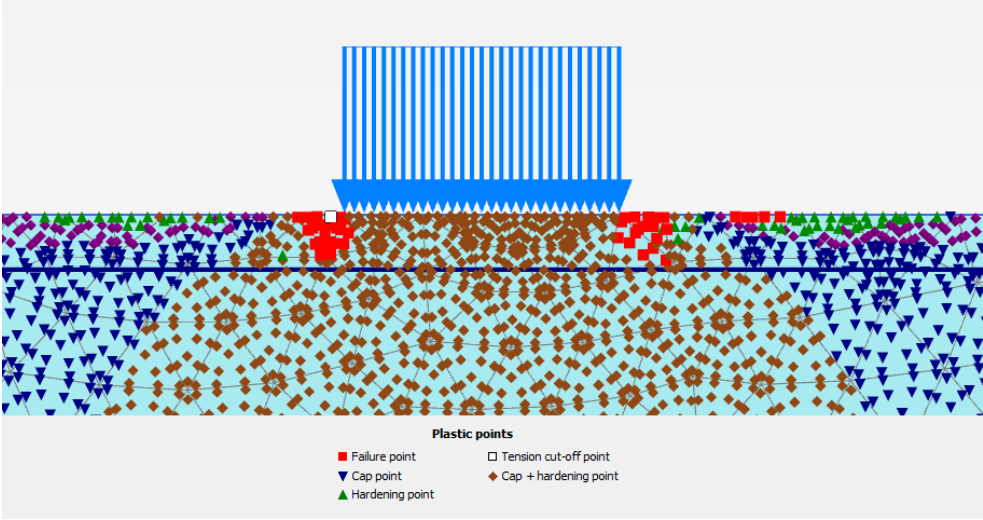 Plastic points
Failure point Tension cut-off point
Cap point Cap + hardening point
Hardening point